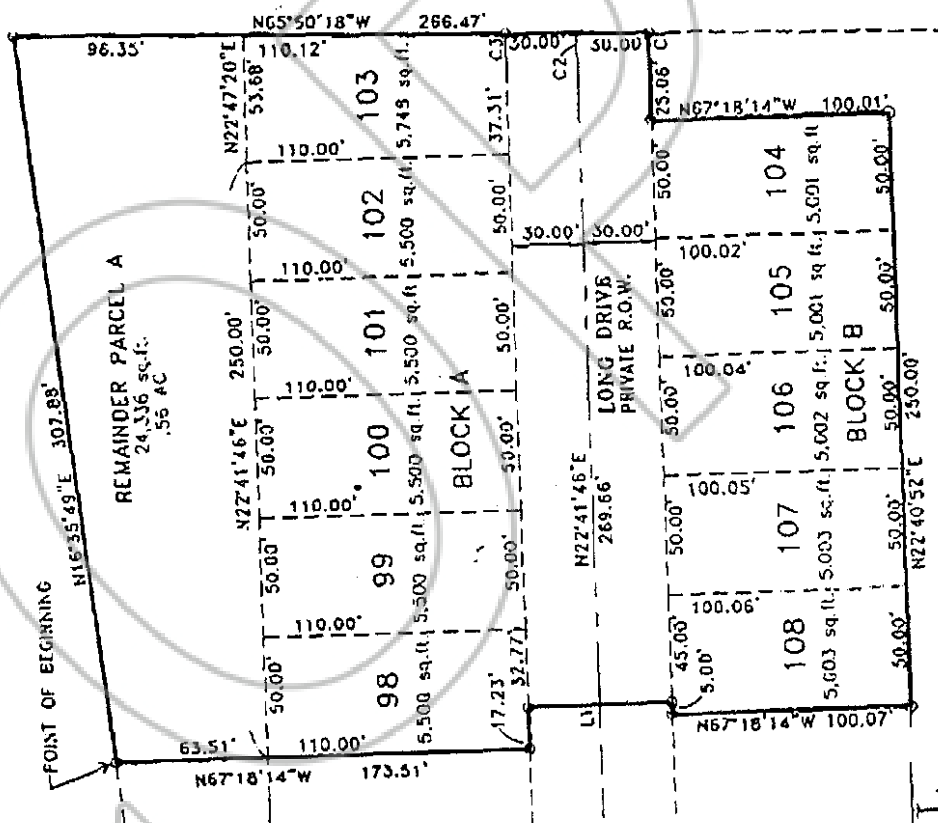 N65°50'18"W 266.47'
96.35'
110.12'
30.00'
30.00'
C3
C2
C
N22°47'20"E
53.68'
103
5,748 sq.ft.
37.31'
25.06'
N67°18'14"W 100.01'
110.00'
50.00'
102
5,500 sq.ft.
50.00'
50.00'
104
5,001 sq.ft
50.00'
30.00'
30.00'
100.02'
110.00'
50.00'
101
5,500 sq.ft
50.00'
LONG DRIVE
PRIVATE R.O.W.
50.00'
105
5,001 sq ft.
50.00'
REMAINDER PARCEL A
24,336 sq.ft.
.56 AC
N16°35'49"E 307.88'
N22°41'46"E 250.00'
110.00'
50.00'
100
5,500 sq.ft.
50.00'
BLOCK A
100.04'
50.00'
106
5,002 sq ft.
50.00'
BLOCK B
N22°41'46"E
269.66'
110.00'
50.00'
99
5,500 sq.ft.
50.00'
100.05'
50.00'
107
5,003 sq.ft.
50.00'
N22°40'52"E 250.00'
110.00'
50.00'
98
5,500 sq.ft.
32.77'
17.23'
100.06'
45.00'
5.00'
108
5,003 sq.ft.
50.00'
L1
POINT OF BEGINNING
63.51'
110.00'
N67°18'14"W 173.51'
N67°18'14"W 100.07'